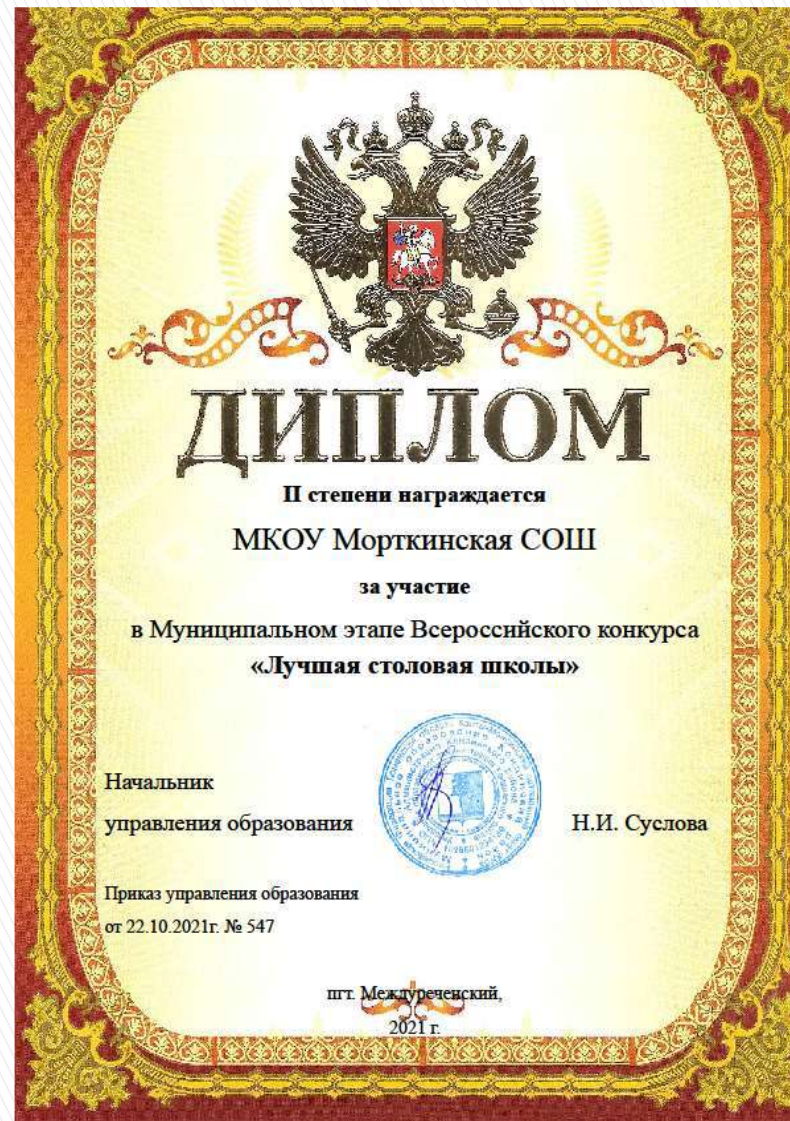 ДИПЛОМ
II степени награждается
МКОУ Морткинская СОШ
за участие
в Муниципальном этапе Всероссийского конкурса
«Лучшая столовая школы»
Начальник
управления образования
Н.И. Суслова
Приказ управления образования
от 22.10.2021г. № 547
пгт. Междуреченский,
2021 г.